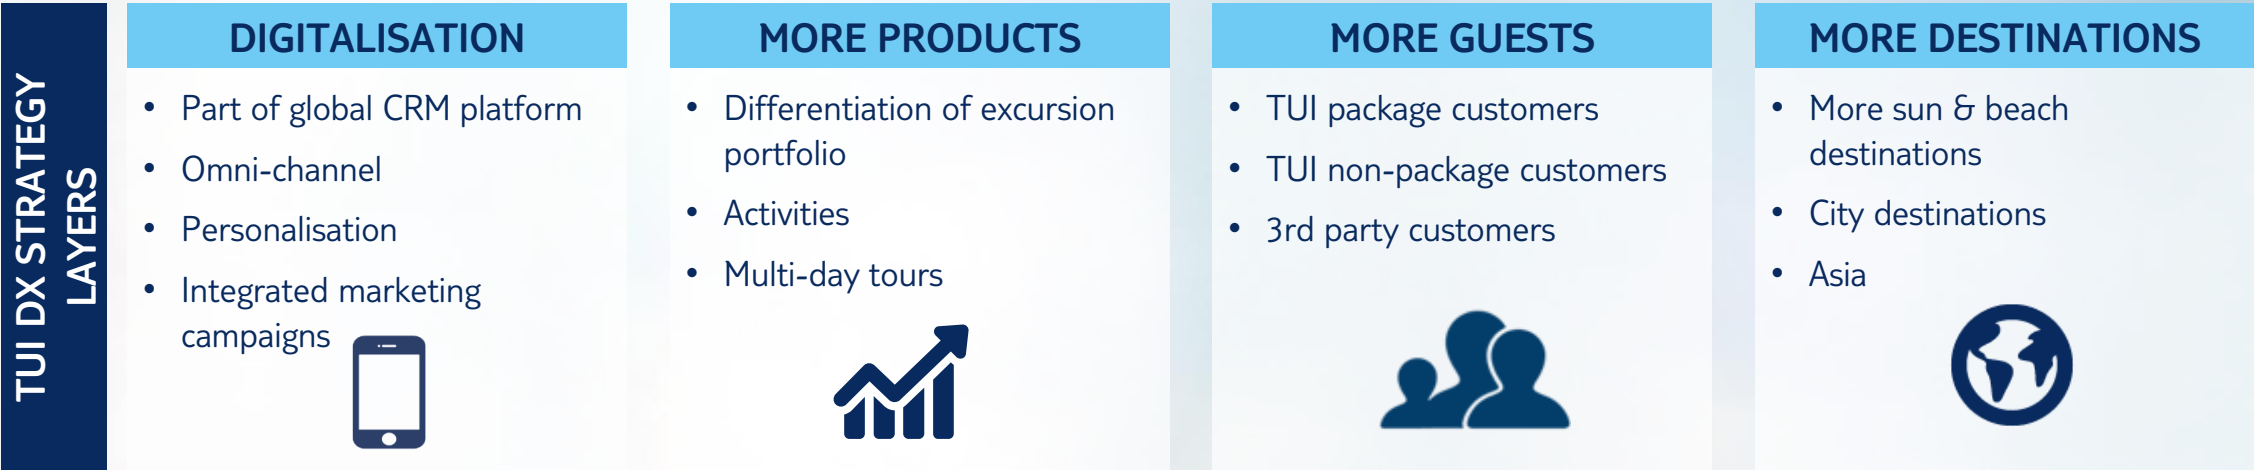 TUI DX STRATEGY
LAYERS
DIGITALISATION
• Part of global CRM platform
• Omni-channel
• Personalisation
• Integrated marketing
campaigns
MORE PRODUCTS
• Differentiation of excursion
portfolio
• Activities
• Multi-day tours
MORE GUESTS
• TUI package customers
• TUI non-package customers
• 3rd party customers
MORE DESTINATIONS
• More sun & beach
destinations
• City destinations
• Asia